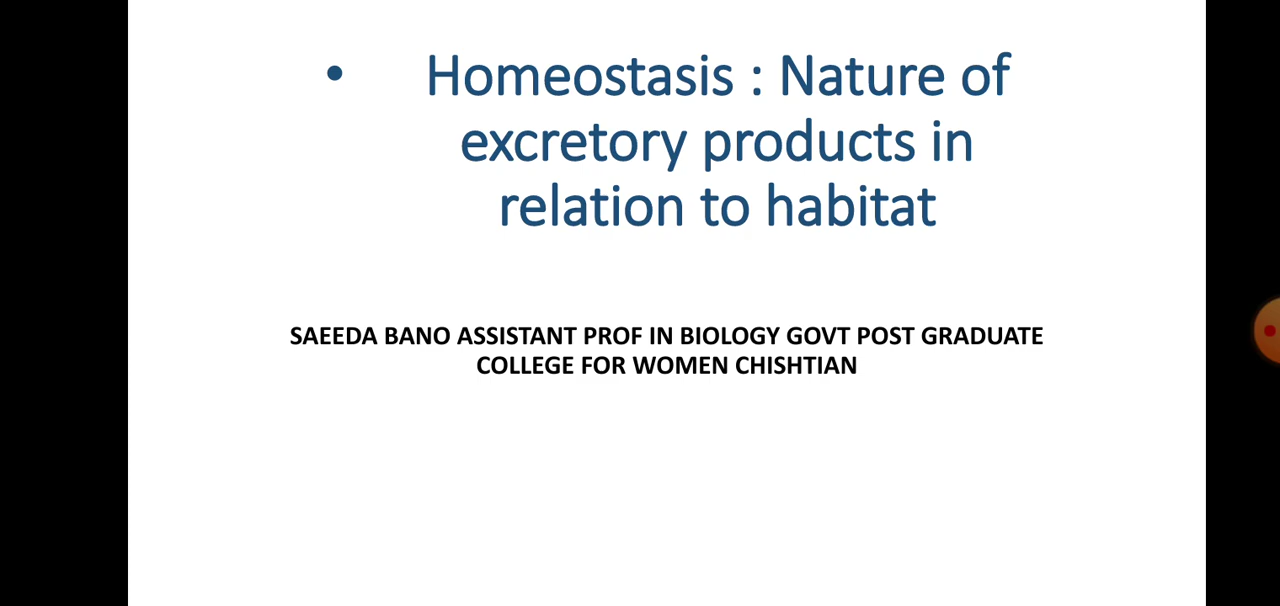 • Homeostasis : Nature of
excretory products in
relation to habitat
SAEEDA BANO ASSISTANT PROF IN BIOLOGY GOVT POST GRADUATE
COLLEGE FOR WOMEN CHISHTIAN